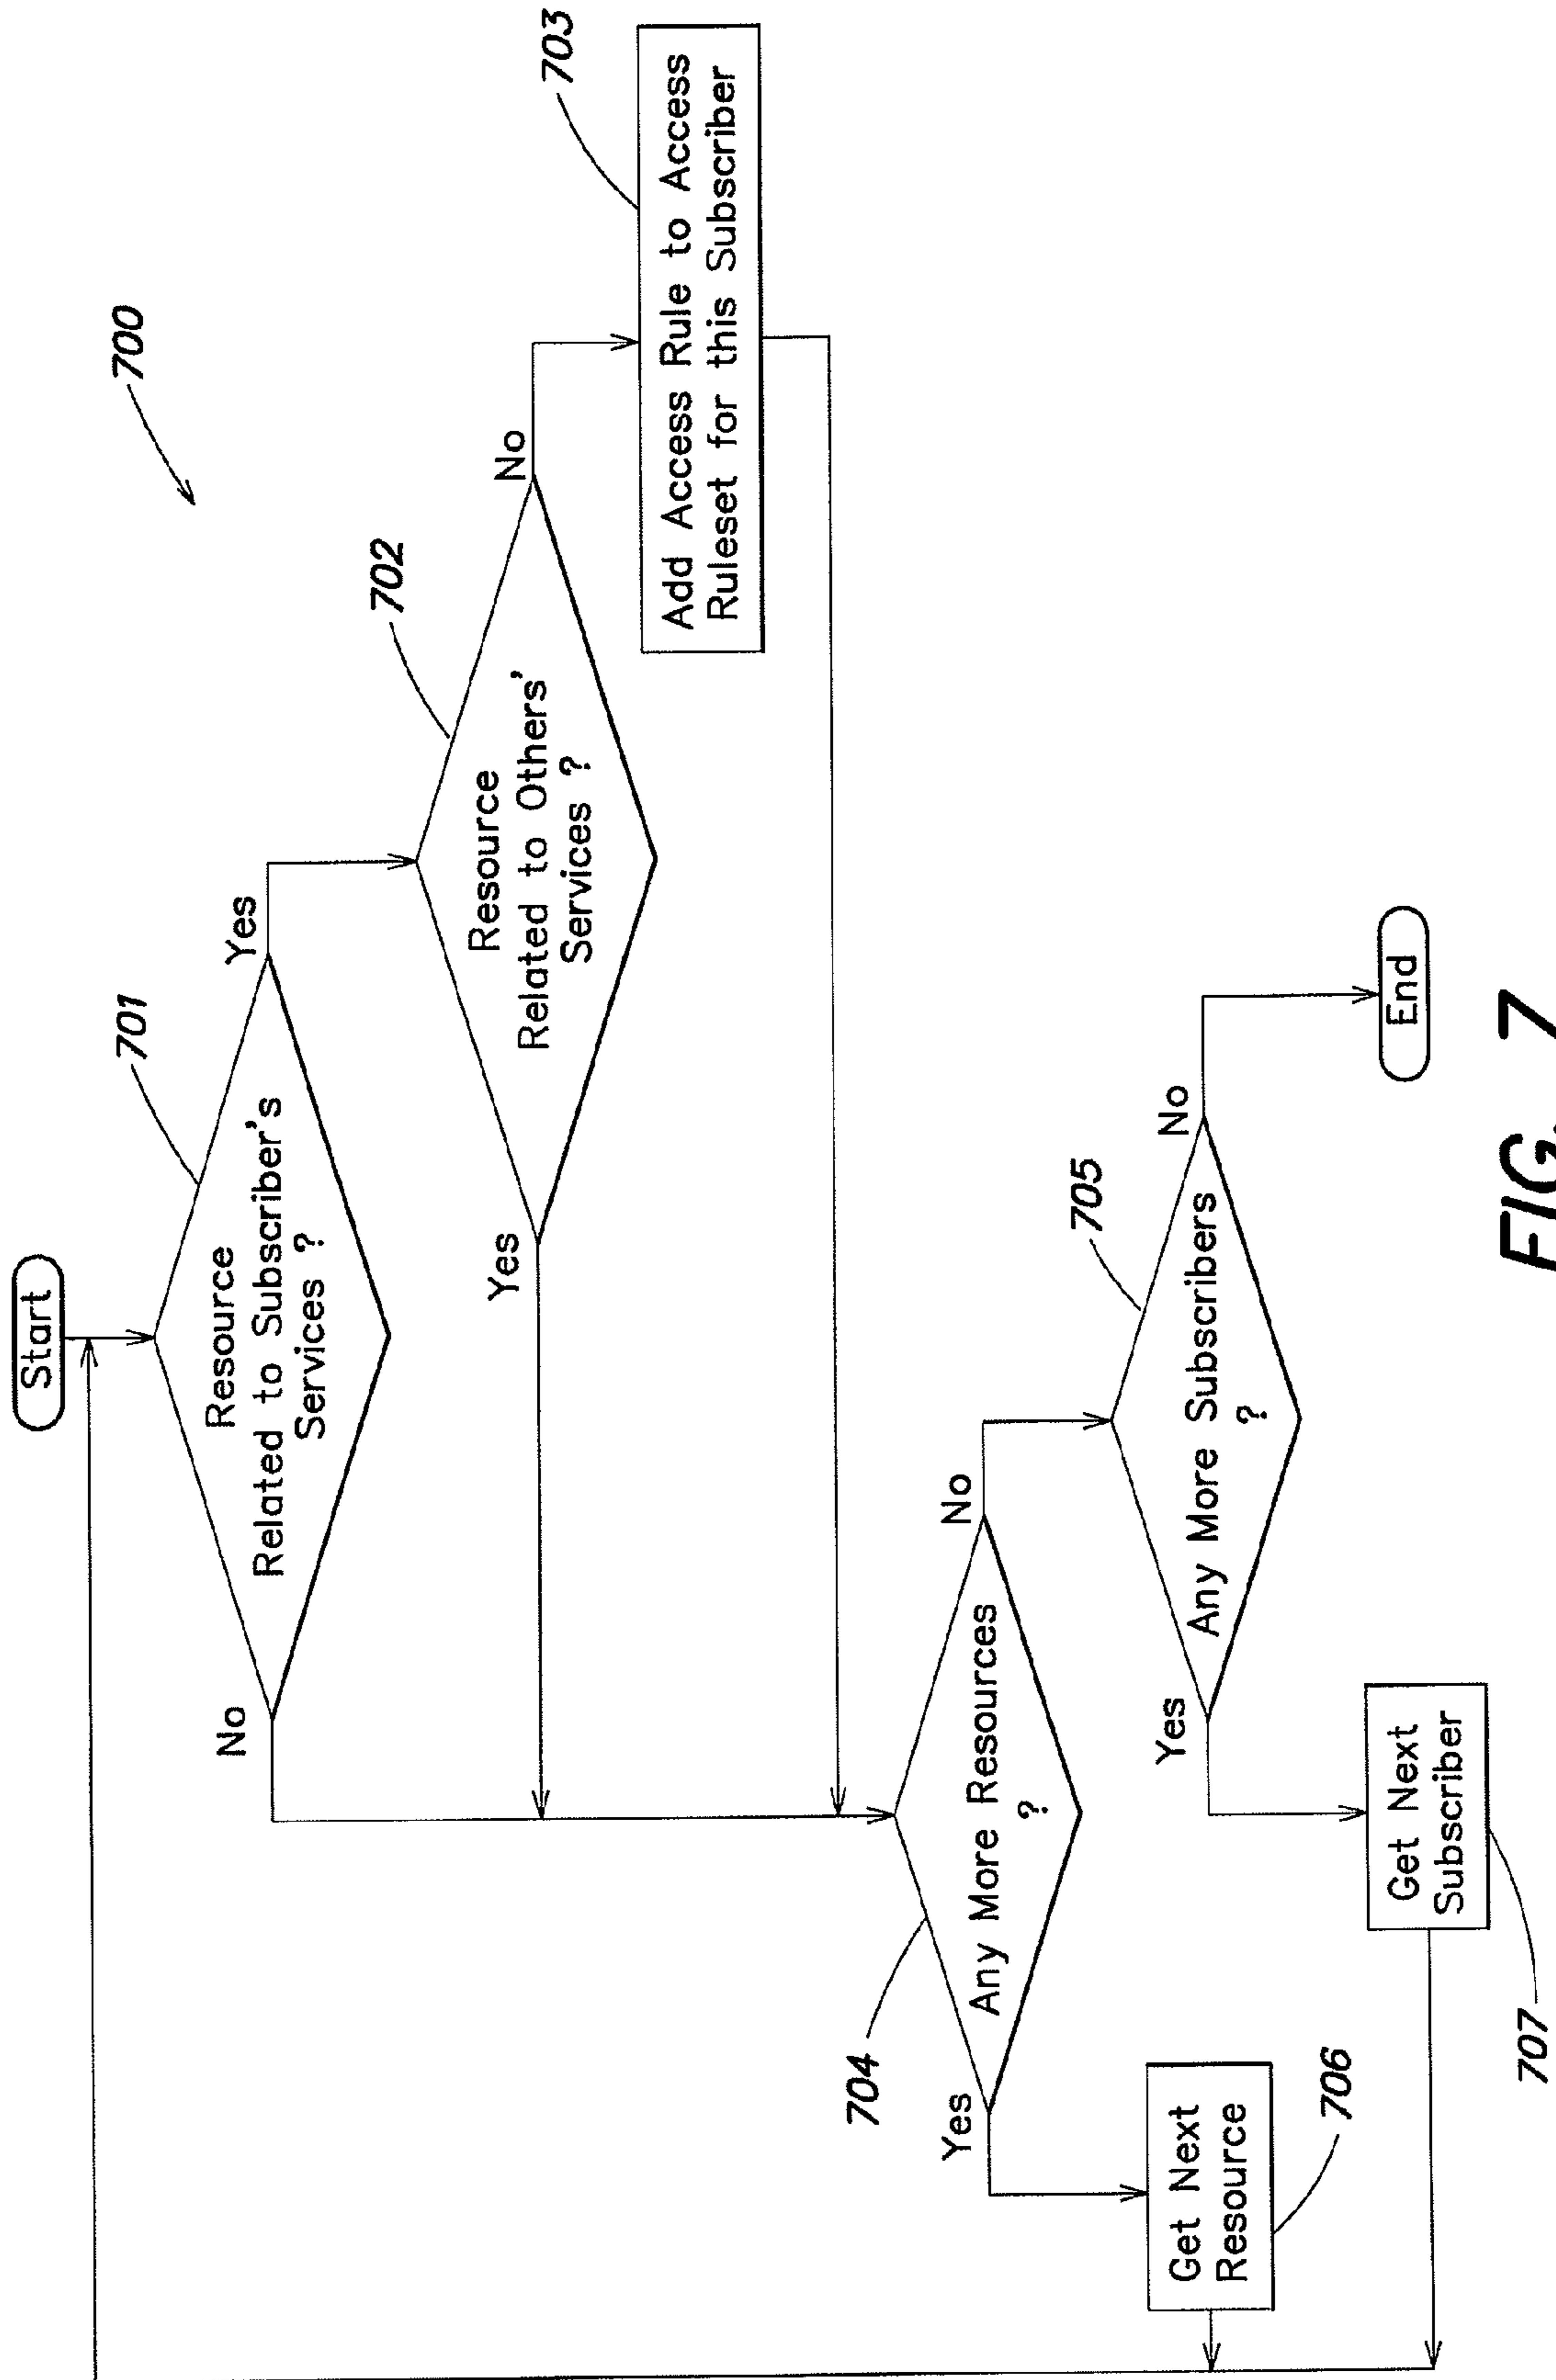 Start
700
701
Resource
Related to Subscriber's
Services ?
No
Yes
702
Resource
Related to Others'
Services ?
Yes
No
703
Add Access Rule to Access
Ruleset for this Subscriber
704
Any More Resources
?
Yes
No
705
Any More Subscribers
?
Yes
No
Get Next
Resource
706
Get Next
Subscriber
707
End
FIG. 7